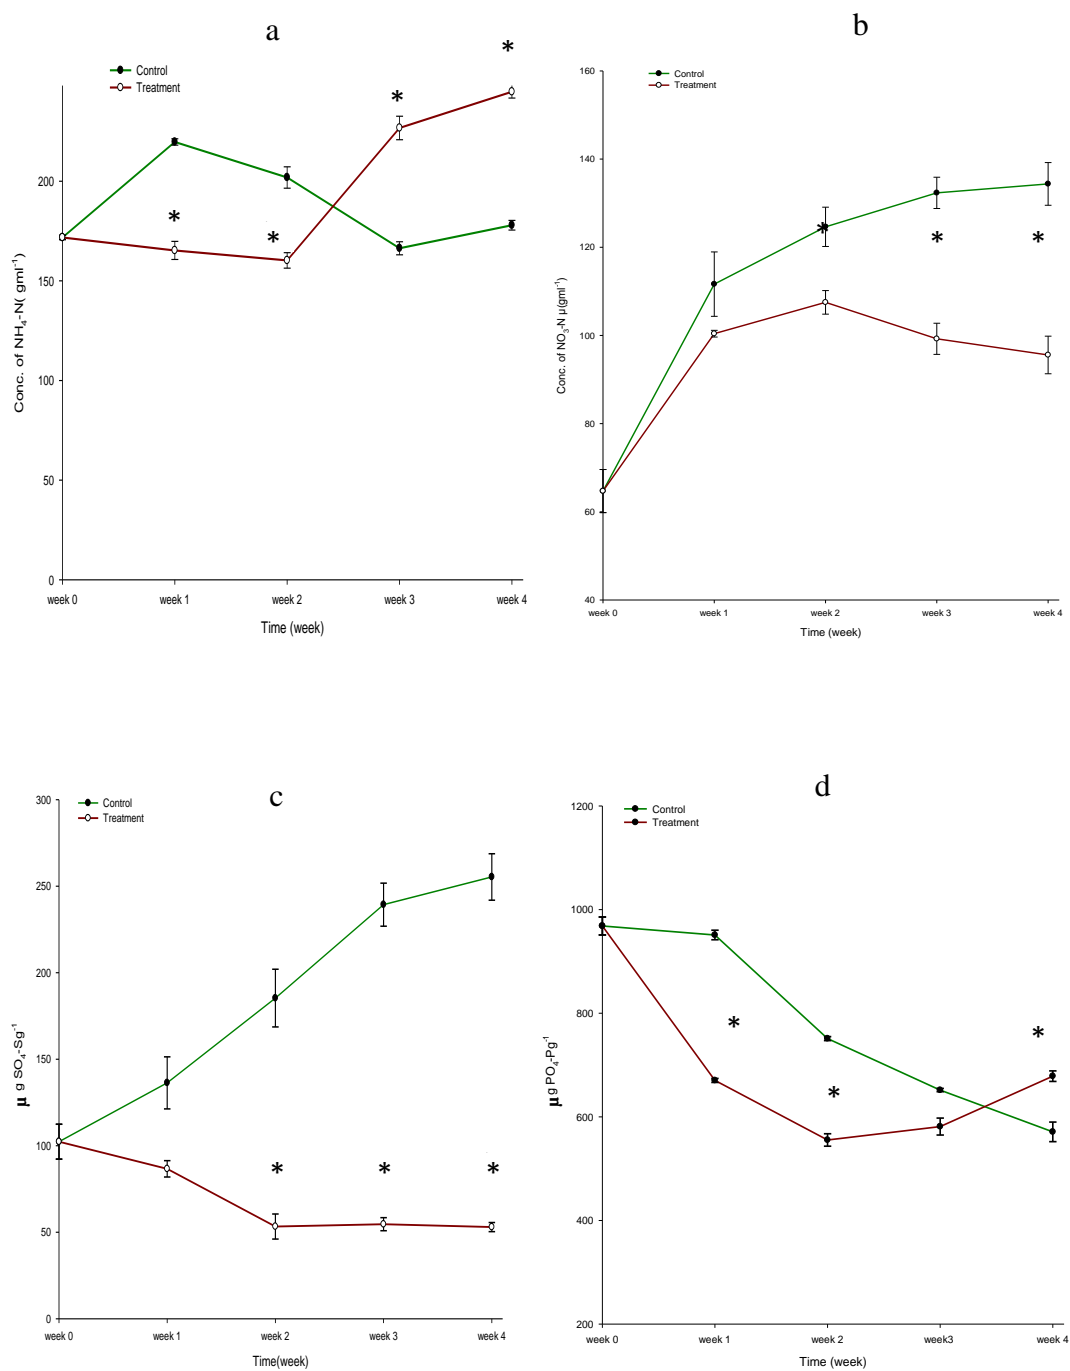 a
Control
Treatment
*
*
*
*
200
150
100
50
0
Conc. of NH₄-N( gml⁻¹)
week 0 week 1 week 2 week 3 week 4
Time (week)
b
Control
Treatment
160
140
120
100
80
60
40
* * *
Conc. of NO₃-N µ(gml⁻¹)
week 0 week 1 week 2 week 3 week 4
Time (week)
c
Control
Treatment
300
250
200
150
100
50
0
* * *
µ g SO₄-Sg⁻¹
week 0 week 1 week 2 week 3 week 4
Time(week)
d
Control
Treatment
1200
1000
800
600
400
200
*
*
*
µg PO₄-Pg⁻¹
week 0 week 1 week 2 week3 week 4
Time (week)